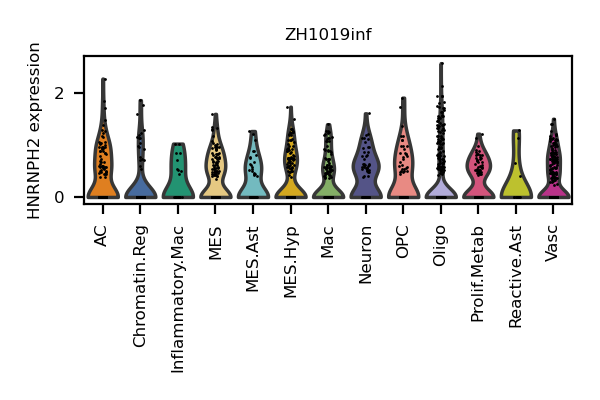 ZH1019inf
HNRNPH2 expression
2
0
AC
Chromatin.Reg
Inflammatory.Mac
MES
MES.Ast
MES.Hyp
Mac
Neuron
OPC
Oligo
Prolif.Metab
Reactive.Ast
Vasc